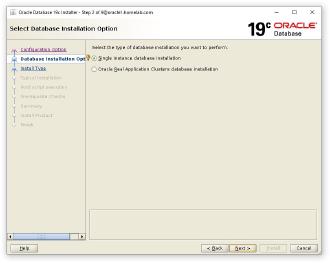 Oracle Database 19c Installer - Step 2 of 9@oracle1.homelab.com
Select Database Installation Option
19c ORACLE
Database
Configuration Option
Database Installation Opt
Install Type
Typical Installation
Root script execution
Prerequisite Checks
Summary
Install Product
Finish
Select the type of database installation you want to perform.
Single instance database installation
Oracle Real Application Clusters database installation
Help
< Back
Next >
Install
Cancel